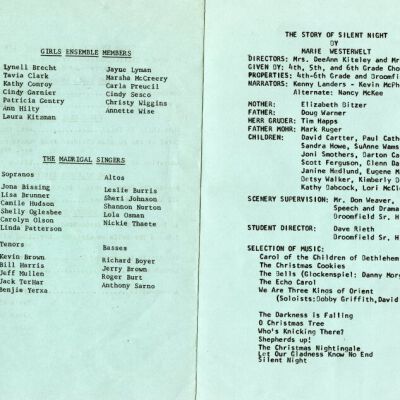 GIRLS ENSEMBLE MEMBERS
Lynell Brecht Jayne Lyman
Tavia Clark Marsha McCreery
Kathy Conroy Carla Preucil
Cindy Garnier Cindy Sesco
Patricia Gentry Christy Wiggins
Ann Hilty Annette Wise
Laura Kitzman
THE MADRIGAL SINGERS
Sopranos Altos
Jona Bissing Leslie Burris
Lisa Brunner Sheri Johnson
Camile Hudson Shannon Norton
Shelly Oglesbee Lola Osman
Carolyn Olson Nickie Thaete
Linda Patterson
Tenors Basses
Kevin Brown Richard Boyer
Bill Harris Jerry Brown
Jeff Mullen Roger Burt
Jack TerHar Anthony Sarno
Benjie Yerxa
THE STORY OF SILENT NIGHT
BY
MARIE WESTERWELT
DIRECTORS: Mrs. DeeAnn Kiteley and Mr
GIVEN BY: 4th, 5th, and 6th Grade Cho
PROPERTIES: 4th-6th Grade and Broomfie
NARRATORS: Kenny Landers - Kevin McPh
Alternate: Nancy McKee
MOTHER: Elizabeth Bitzer
FATHER: Doug Warner
HERR GRUDER: Tim Happs
FATHER MOHR: Mark Ruger
CHILDREN: David Cartter, Paul Cath
Sandra Howe, SuAnne Wams
Joni Smothers, Darton Ca
Scott Ferguson, Glenn Ba
Janine Hedlund, Eugene M
Betsy Walker, Kimberly D
Kathy Babcock, Lori McCl
SCENERY SUPERVISION: Mr. Don Weaver,
Speech and Drama
Broomfield Sr. H
STUDENT DIRECTOR: Dave Rieth
Broomfield Sr. H
SELECTION OF MUSIC:
Carol of the Children of Bethlehem
The Christmas Cookies
The Bells (Glockenspiel: Danny Morg
The Echo Carol
We Are Three Kings of Orient
(Soloists:Bobby Griffith,David
The Darkness is Falling
O Christmas Tree
Who's Knicking There?
Shepherds up!
The Christmas Nightingale
Let Our Gladness Know No End
Silent Night